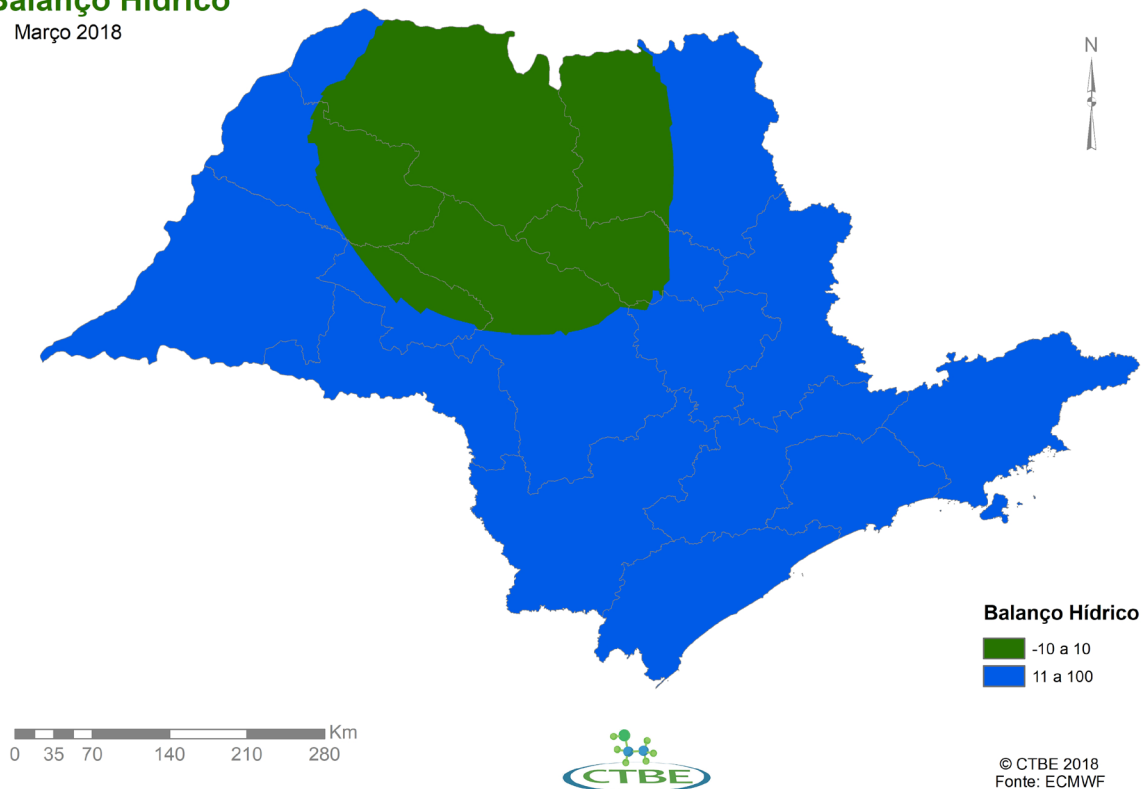 Balanço Hídrico
Março 2018
N
Balanço Hídrico
-10 a 10
11 a 100
Km
0 35 70 140 210 280
CTBE
© CTBE 2018
Fonte: ECMWF